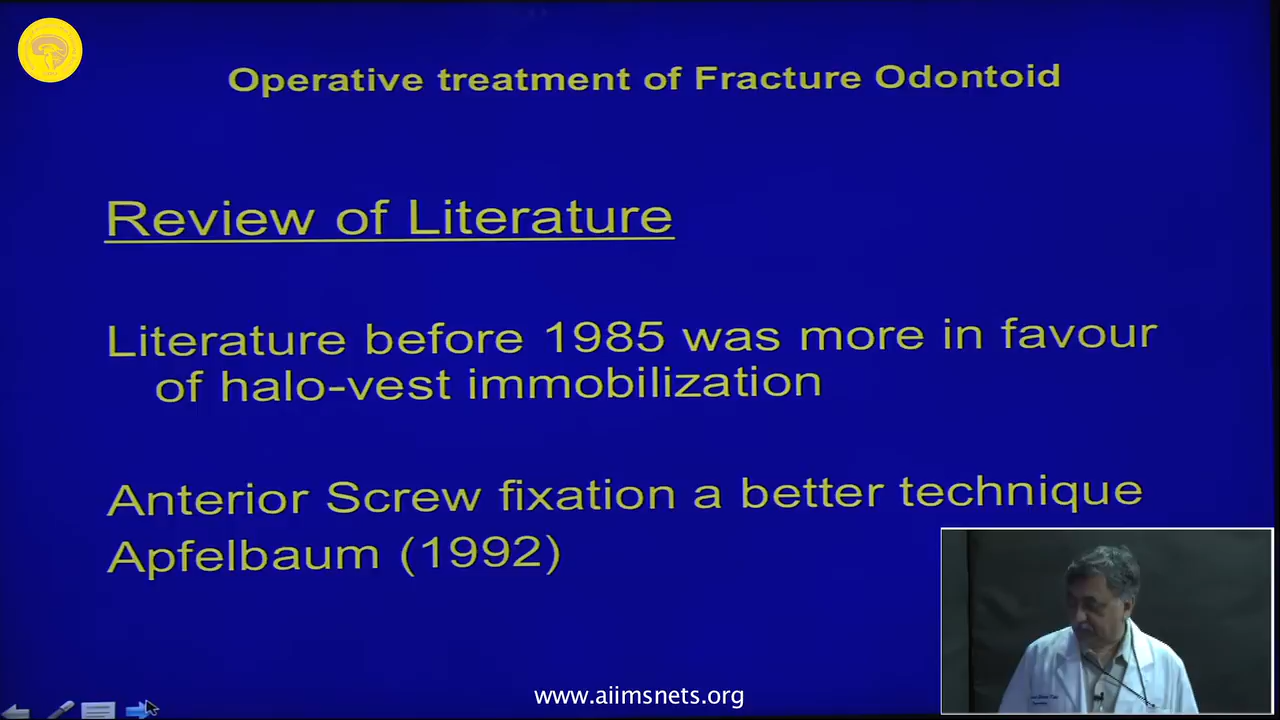 Operative treatment of Fracture Odontoid
Review of Literature
Literature before 1985 was more in favour
of halo-vest immobilization
Anterior Screw fixation a better technique
Apfelbaum (1992)
www.aiimsnets.org